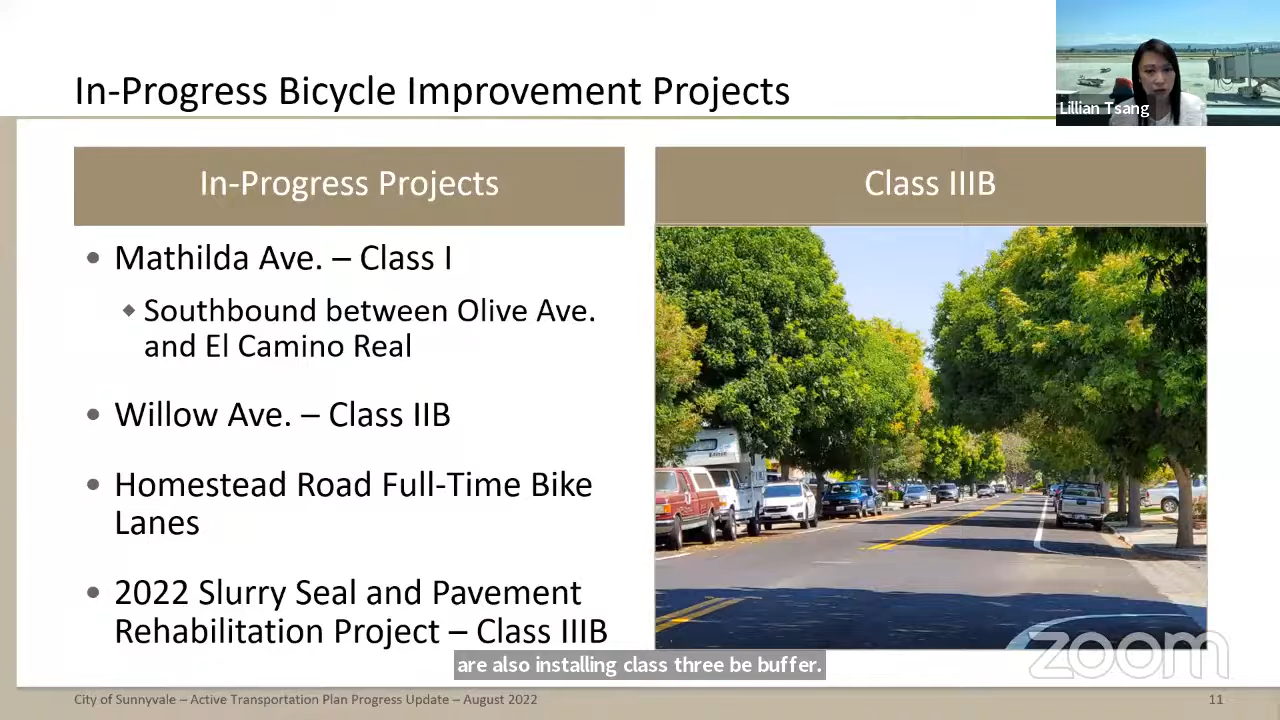 In-Progress Bicycle Improvement Projects
Lillian Tsang
In-Progress Projects
Class IIIB
• Mathilda Ave. – Class I
◆ Southbound between Olive Ave.
and El Camino Real
• Willow Ave. – Class IIB
• Homestead Road Full-Time Bike
Lanes
• 2022 Slurry Seal and Pavement
Rehabilitation Project – Class IIIB
are also installing class three be buffer.
zoom
City of Sunnyvale – Active Transportation Plan Progress Update – August 2022
11